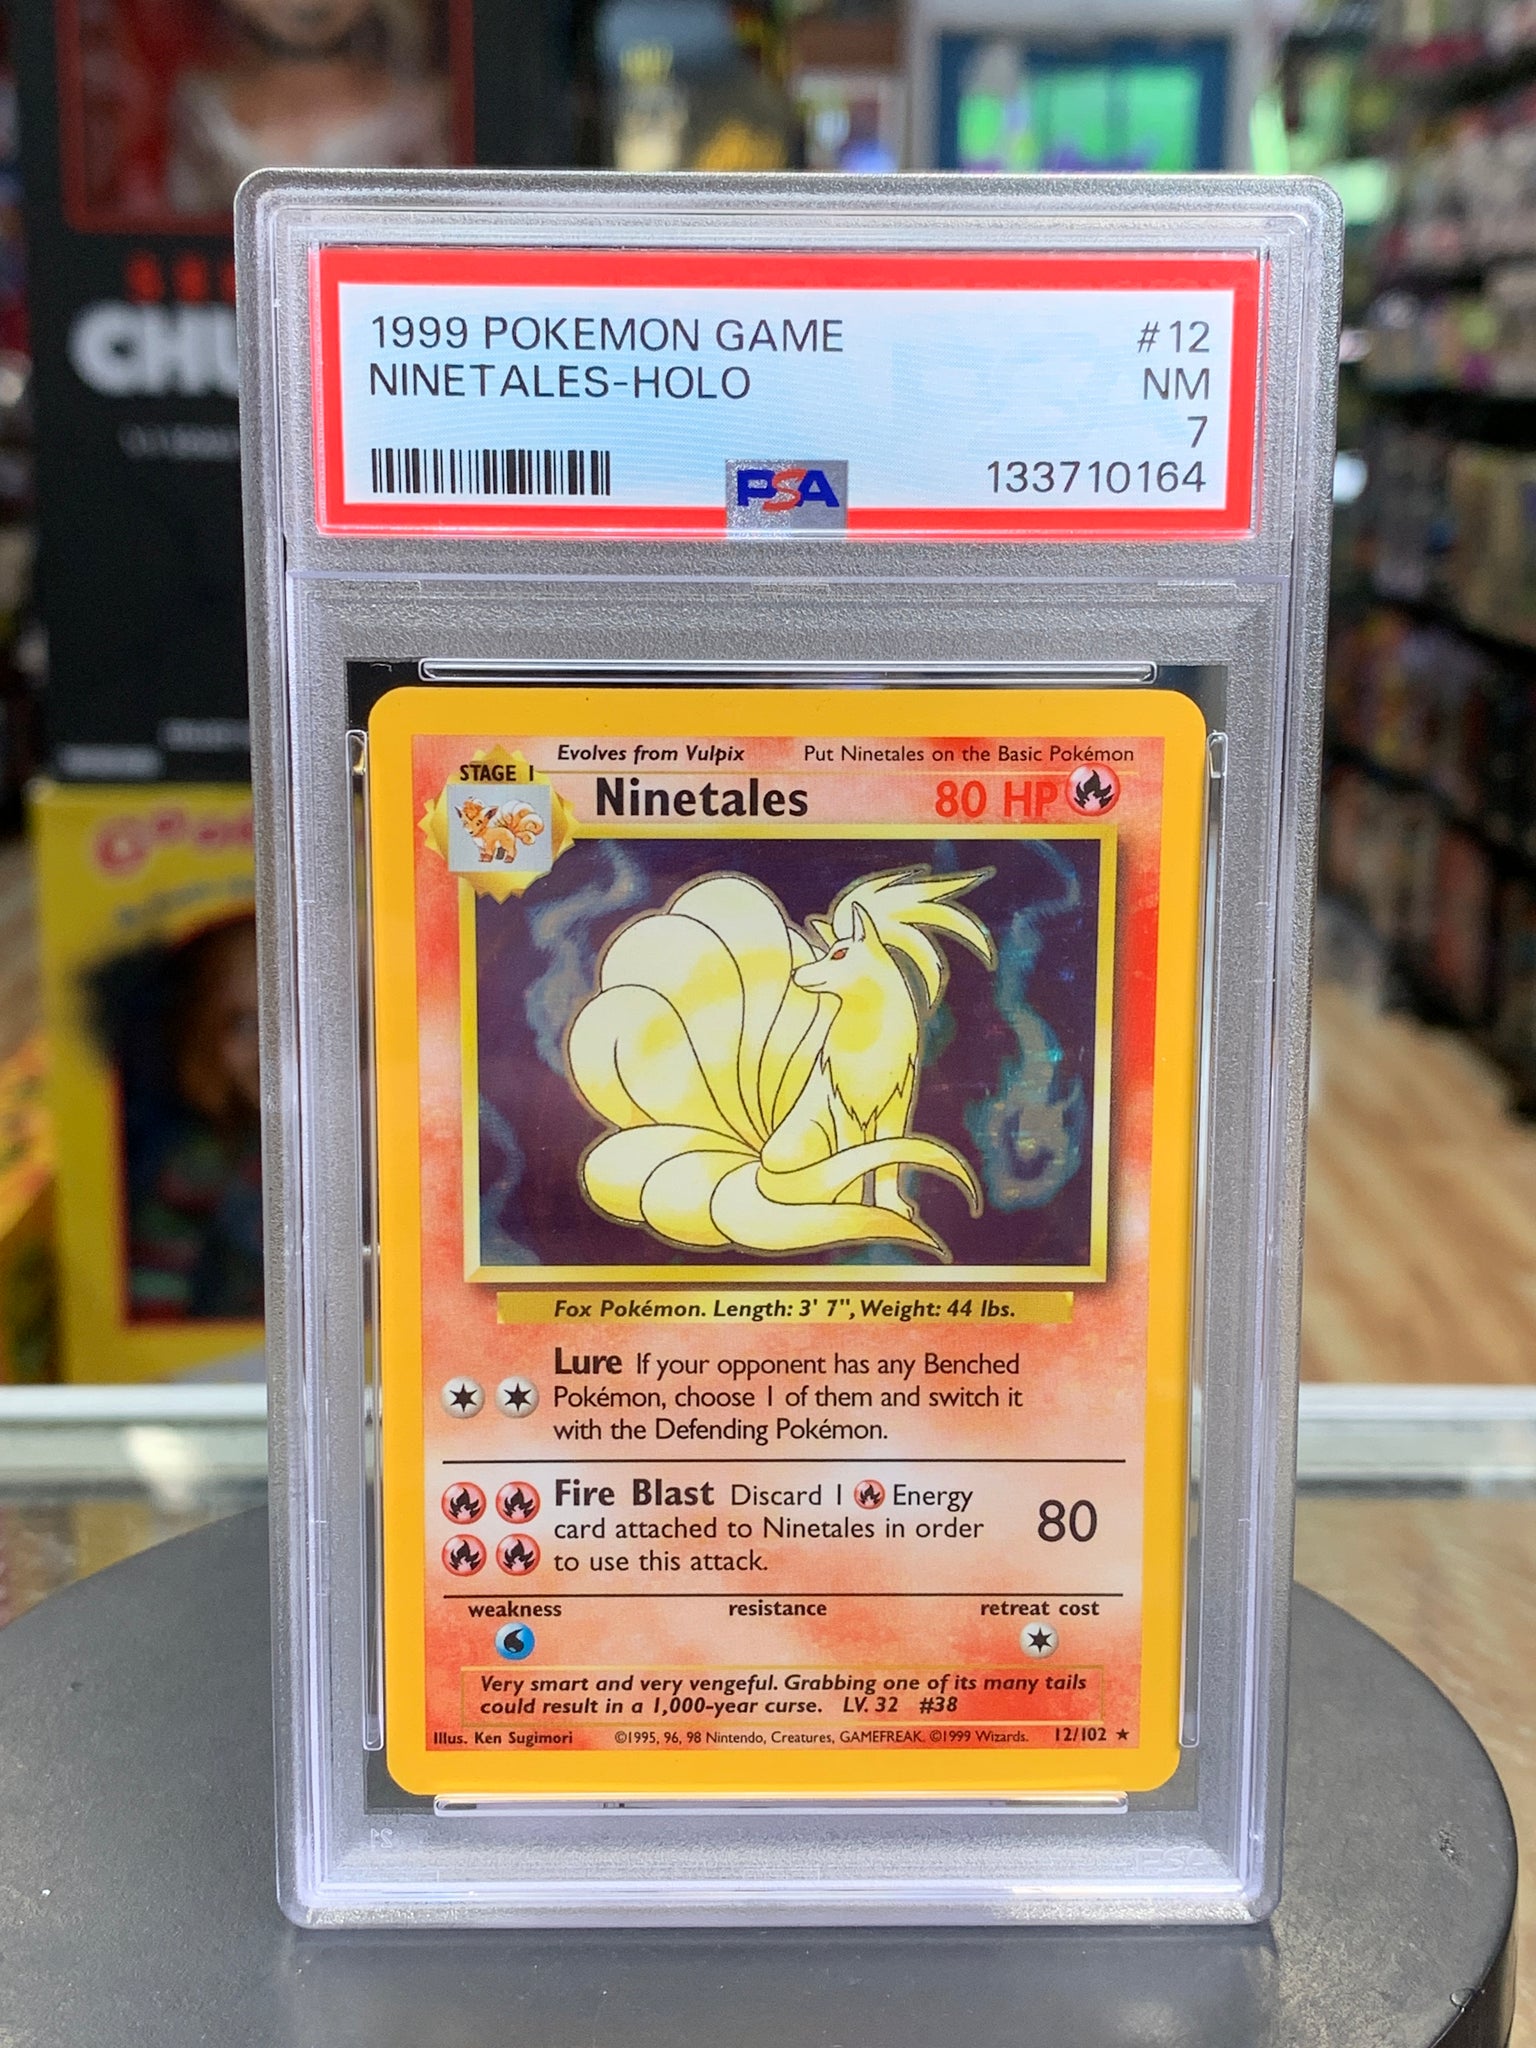 1999 POKEMON GAME #12
NINETALES-HOLO NM
7
PSA 133710164
Evolves from Vulpix Put Ninetales on the Basic Pokémon
STAGE 1
Ninetales 80 HP
Fox Pokémon. Length: 3' 7", Weight: 44 lbs.
Lure If your opponent has any Benched
Pokémon, choose 1 of them and switch it
with the Defending Pokémon.
Fire Blast Discard 1 Energy
card attached to Ninetales in order
to use this attack.
80
weakness resistance retreat cost
Very smart and very vengeful. Grabbing one of its many tails
could result in a 1,000-year curse. LV. 32 #38
Illus. Ken Sugimori ©1995, 96, 98 Nintendo, Creatures, GAMEFREAK. ©1999 Wizards. 12/102 ★
CHU